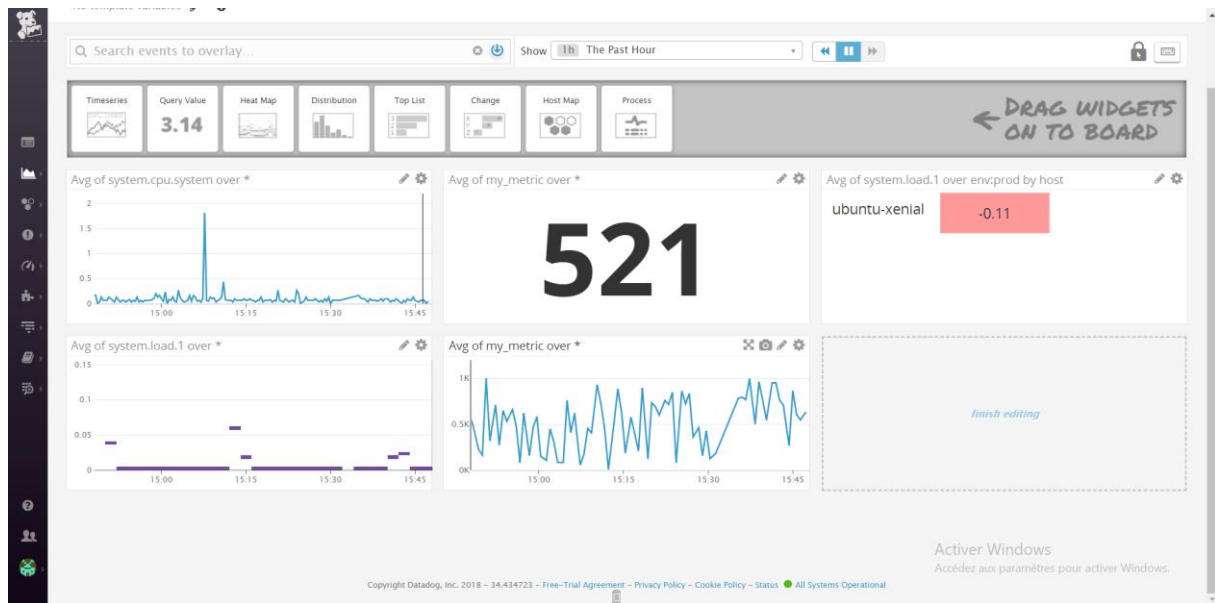 No template variables
Search events to overlay...
Show 1h The Past Hour
Timeseries
Query Value
Heat Map
Distribution
Top List
Change
Host Map
Process
3.14
DRAG WIDGETS
ON TO BOARD
Avg of system.cpu.system over *
2
1.5
1
0.5
0
15:00 15:15 15:30 15:45
Avg of my_metric over *
521
Avg of system.load.1 over env:prod by host
ubuntu-xenial -0.11
Avg of system.load.1 over *
0.15
0.1
0.05
0
15:00 15:15 15:30 15:45
Avg of my_metric over *
1K
0.5K
0K
15:00 15:15 15:30 15:45
finish editing
Activer Windows
Accédez aux paramètres pour activer Windows.
Copyright Datadog, Inc. 2018 - 34.434723 - Free-Trial Agreement - Privacy Policy - Cookie Policy - Status All Systems Operational